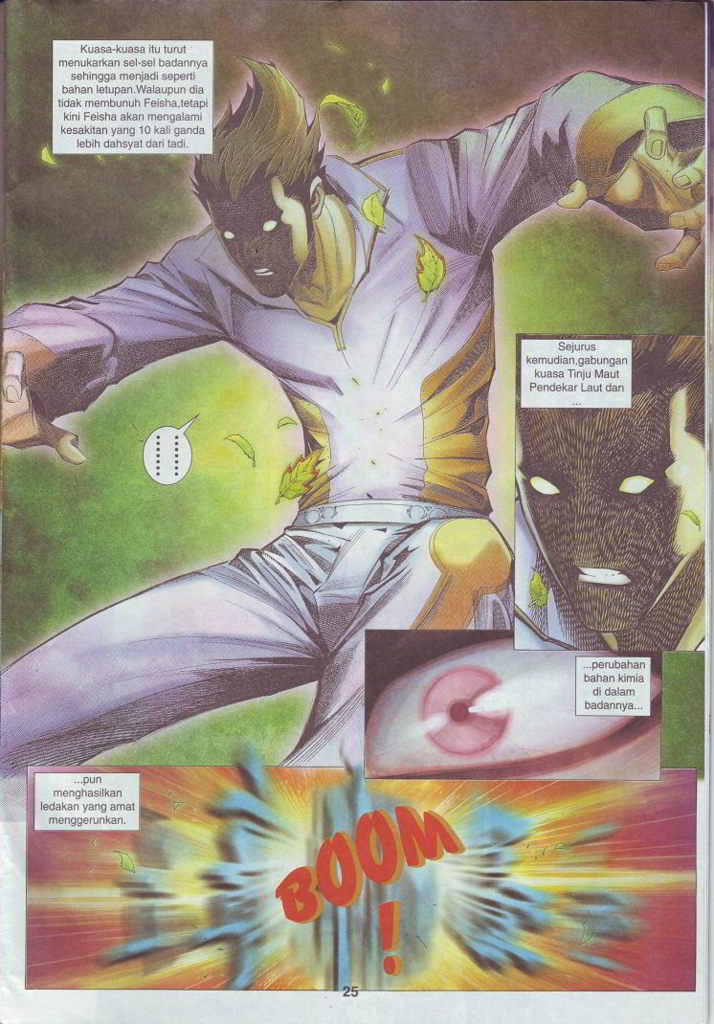 Kuasa-kuasa itu turut
menukarkan sel-sel badannya
sehingga menjadi seperti
bahan letupan.Walaupun dia
tidak membunuh Feisha,tetapi
kini Feisha akan mengalami
kesakitan yang 10 kali ganda
lebih dahsyat dari tadi.
Sejurus
kemudian,gabungan
kuasa Tinju Maut
Pendekar Laut dan
...
...perubahan
bahan kimia
di dalam
badannya...
...pun
menghasilkan
ledakan yang amat
menggerunkan.
BOOM
!
25